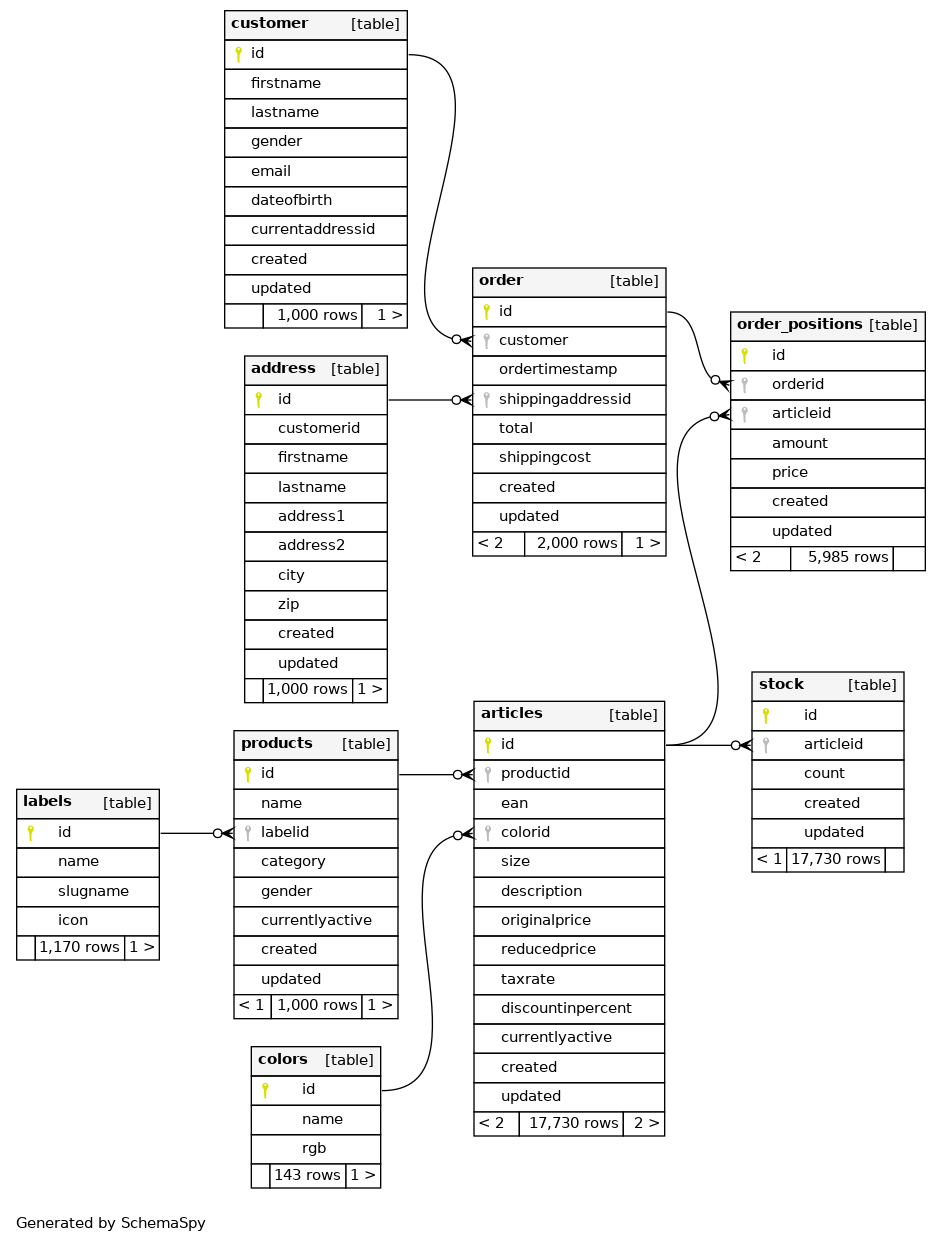 customer [table]
id
firstname
lastname
gender
email
dateofbirth
currentaddressid
created
updated
1,000 rows 1 >
order [table]
id
customer
ordertimestamp
shippingaddressid
total
shippingcost
created
updated
< 2 2,000 rows 1 >
order_positions [table]
id
orderid
articleid
amount
price
created
updated
< 2 5,985 rows
address [table]
id
customerid
firstname
lastname
address1
address2
city
zip
created
updated
1,000 rows 1 >
stock [table]
id
articleid
count
created
updated
< 1 17,730 rows
articles [table]
id
productid
ean
colorid
size
description
originalprice
reducedprice
taxrate
discountinpercent
currentlyactive
created
updated
< 2 17,730 rows 2 >
products [table]
id
name
labelid
category
gender
currentlyactive
created
updated
< 1 1,000 rows 1 >
labels [table]
id
name
slugname
icon
1,170 rows 1 >
colors [table]
id
name
rgb
143 rows 1 >
Generated by SchemaSpy